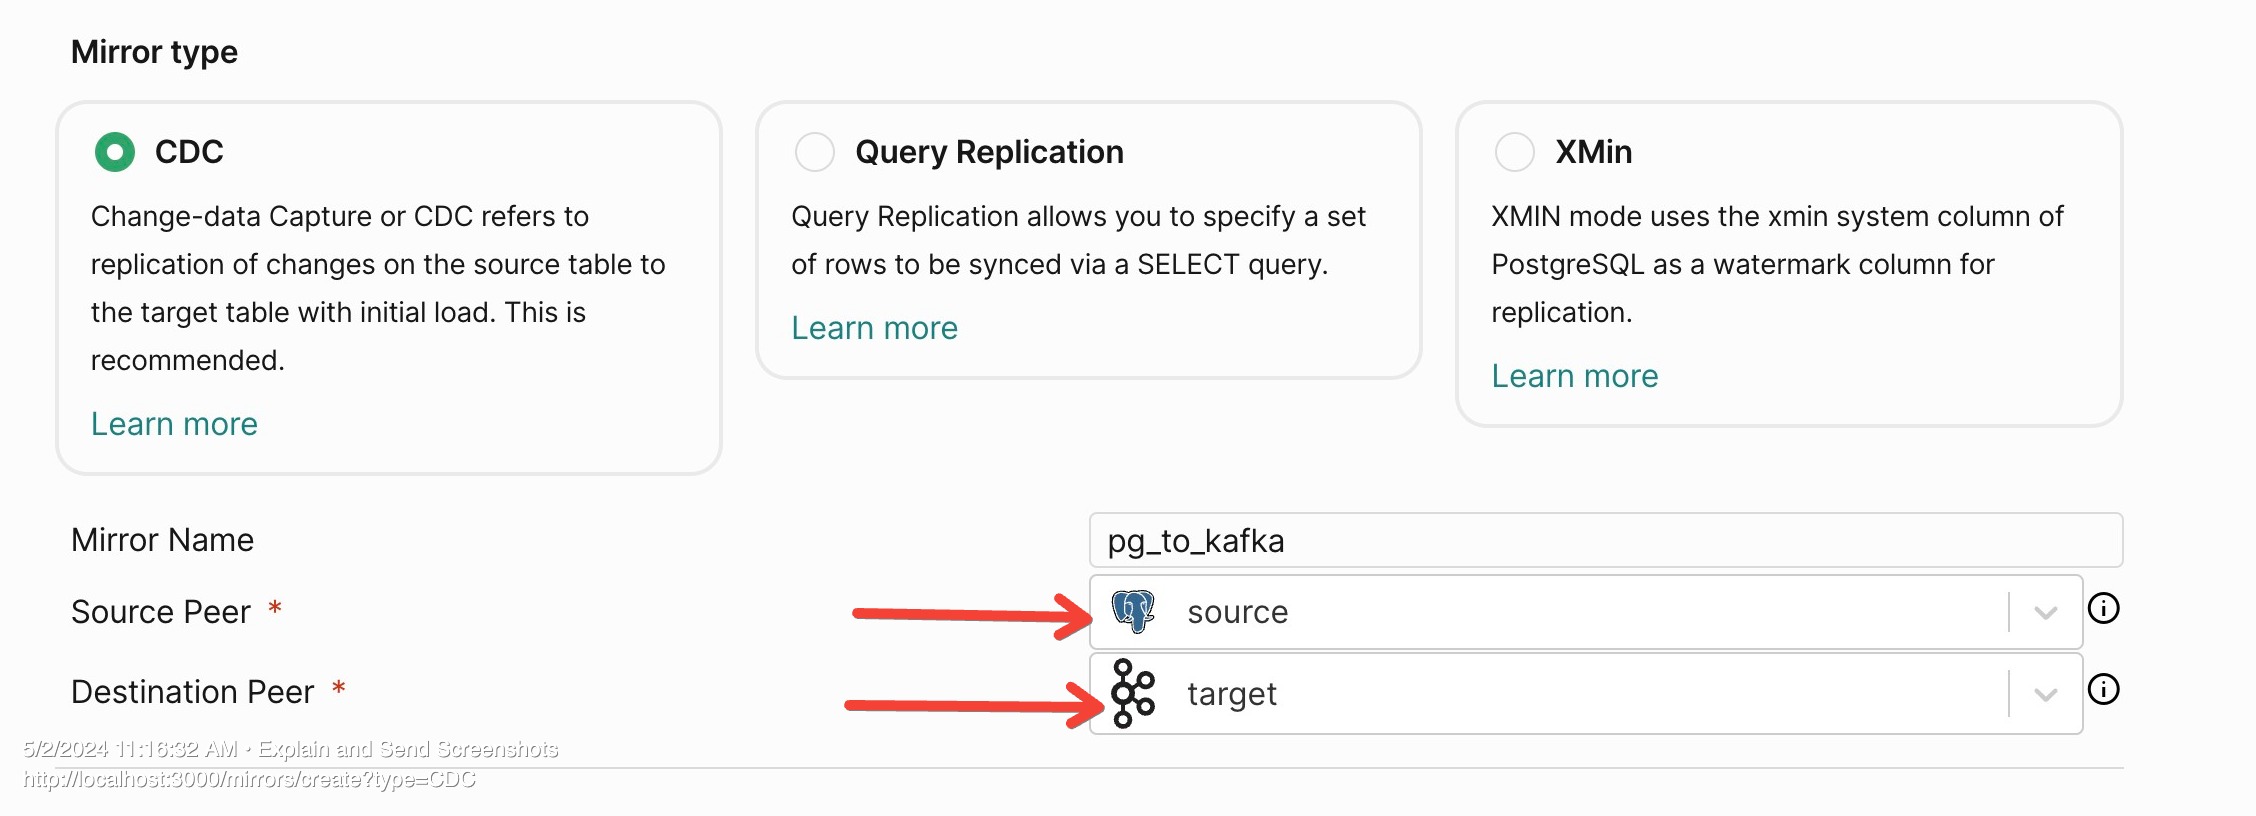 Mirror type
CDC
Change-data Capture or CDC refers to
replication of changes on the source table to
the target table with initial load. This is
recommended.
Learn more
Query Replication
Query Replication allows you to specify a set
of rows to be synced via a SELECT query.
Learn more
XMin
XMIN mode uses the xmin system column of
PostgreSQL as a watermark column for
replication.
Learn more
Mirror Name
pg_to_kafka
Source Peer *
source
Destination Peer *
target
5/2/2024 11:16:32 AM • Explain and Send Screenshots
http://localhost:3000/mirrors/create?type=CDC